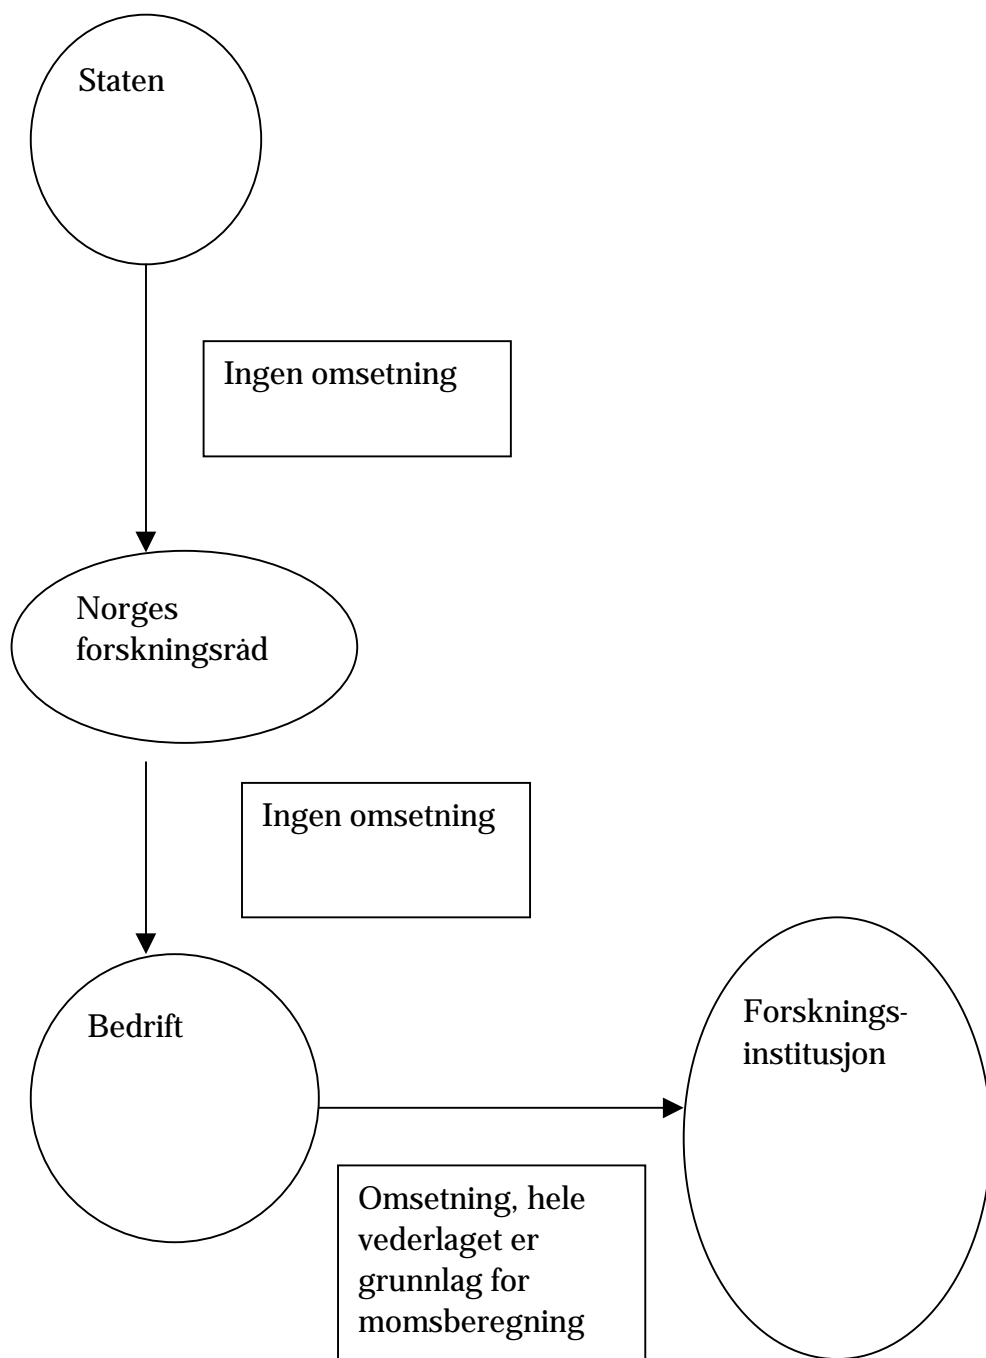 Staten
Ingen omsetning
Norges
forskningsråd
Ingen omsetning
Bedrift
Forsknings-
institusjon
Omsetning, hele
vederlaget er
grunnlag for
momsberegning